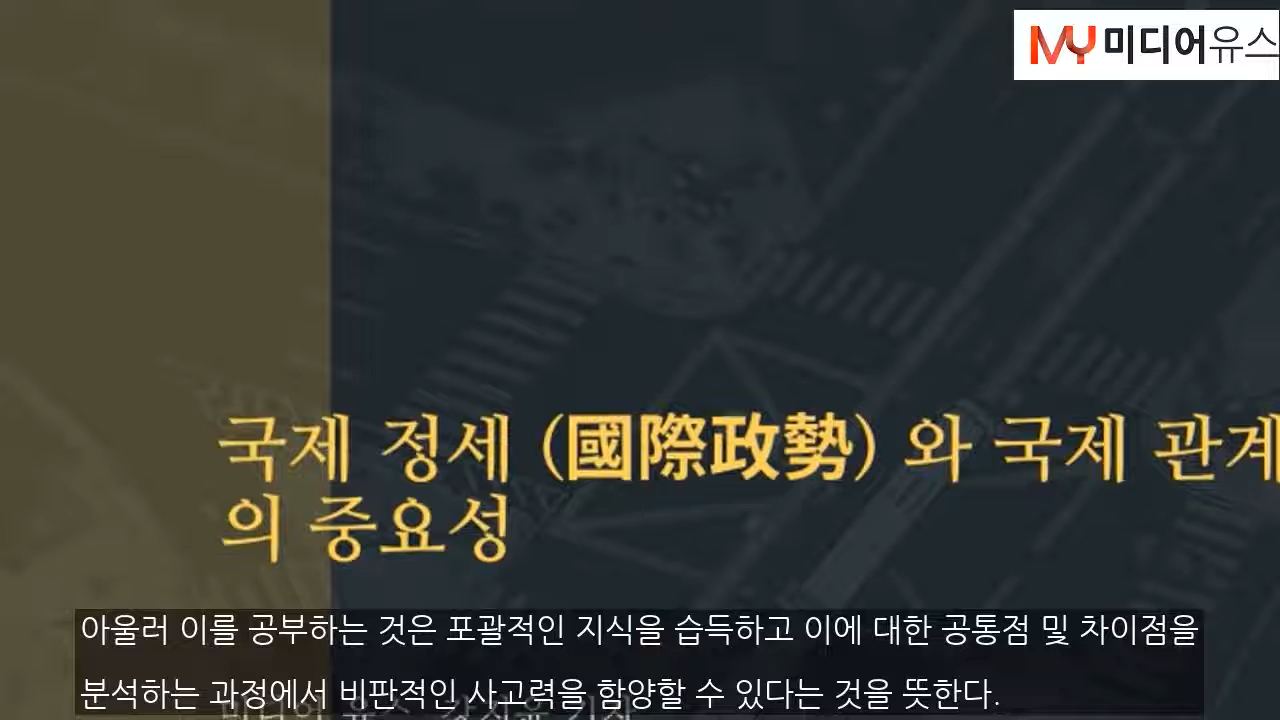 MY 미디어유스
국제 정세 (國際政勢) 와 국제 관계
의 중요성
아울러 이를 공부하는 것은 포괄적인 지식을 습득하고 이에 대한 공통점 및 차이점을
분석하는 과정에서 비판적인 사고력을 함양할 수 있다는 것을 뜻한다.